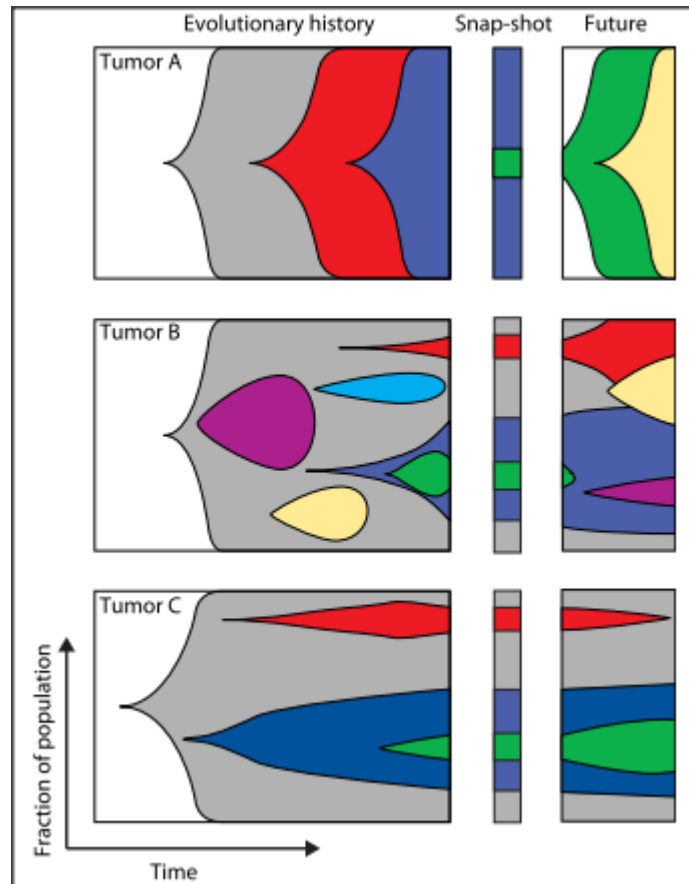 Evolutionary history Snap-shot Future
Tumor A
Tumor B
Tumor C
Fraction of population
Time